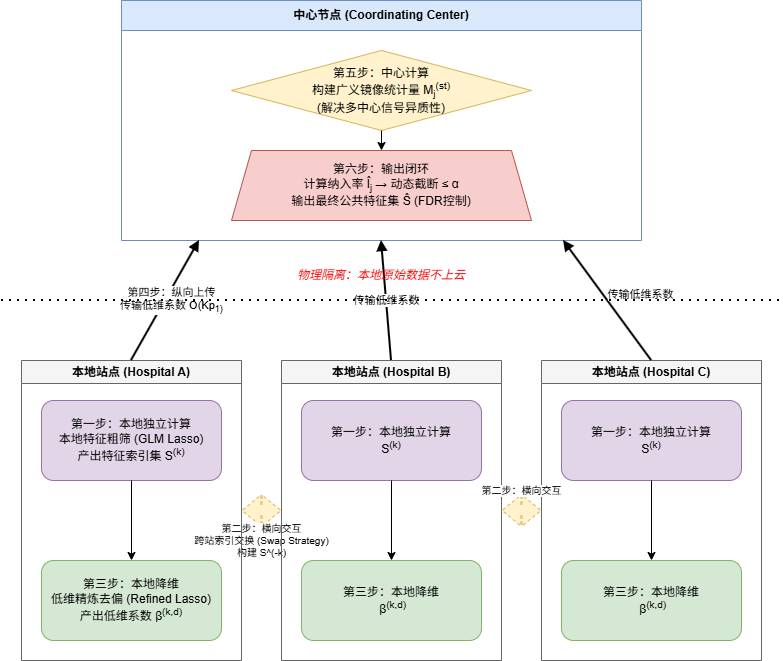 中心节点 (Coordinating Center)
第五步：中心计算
构建广义镜像统计量 Mj(st)
(解决多中心信号异质性)
第六步：输出闭环
计算纳入率 Îj → 动态截断 ≤ α
输出最终公共特征集 Ŝ (FDR控制)
物理隔离：本地原始数据不上云
第四步：纵向上传
传输低维系数 O(Kp1)
传输低维系数
传输低维系数
本地站点 (Hospital A)
第一步：本地独立计算
本地特征粗筛 (GLM Lasso)
产出特征索引集 S(k)
第三步：本地降维
低维精炼去偏 (Refined Lasso)
产出低维系数 β(k,d)
第二步：横向交互
跨站索引交换 (Swap Strategy)
构建 S^(-k)
本地站点 (Hospital B)
第一步：本地独立计算
S(k)
第三步：本地降维
β(k,d)
第二步：横向交互
本地站点 (Hospital C)
第一步：本地独立计算
S(k)
第三步：本地降维
β(k,d)